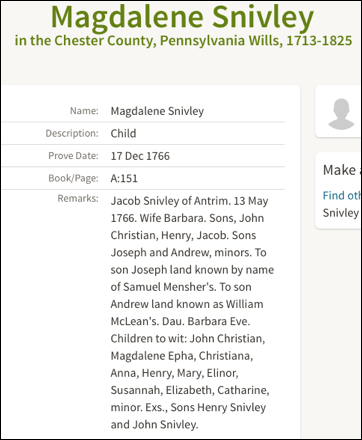 Magdalene Snivley
in the Chester County, Pennsylvania Wills, 1713-1825
Name: Magdalene Snivley
Description: Child
Prove Date: 17 Dec 1766
Book/Page: A:151
Remarks: Jacob Snivley of Antrim. 13 May
1766. Wife Barbara. Sons, John
Christian, Henry, Jacob. Sons
Joseph and Andrew, minors. To
son Joseph land known by name
of Samuel Mensher's. To son
Andrew land known as William
McLean's. Dau. Barbara Eve.
Children to wit: John Christian,
Magdalene Epha, Christiana,
Anna, Henry, Mary, Elinor,
Susannah, Elizabeth, Catharine,
minor. Exs., Sons Henry Snivley
and John Snivley.
Make
Find
Snivley